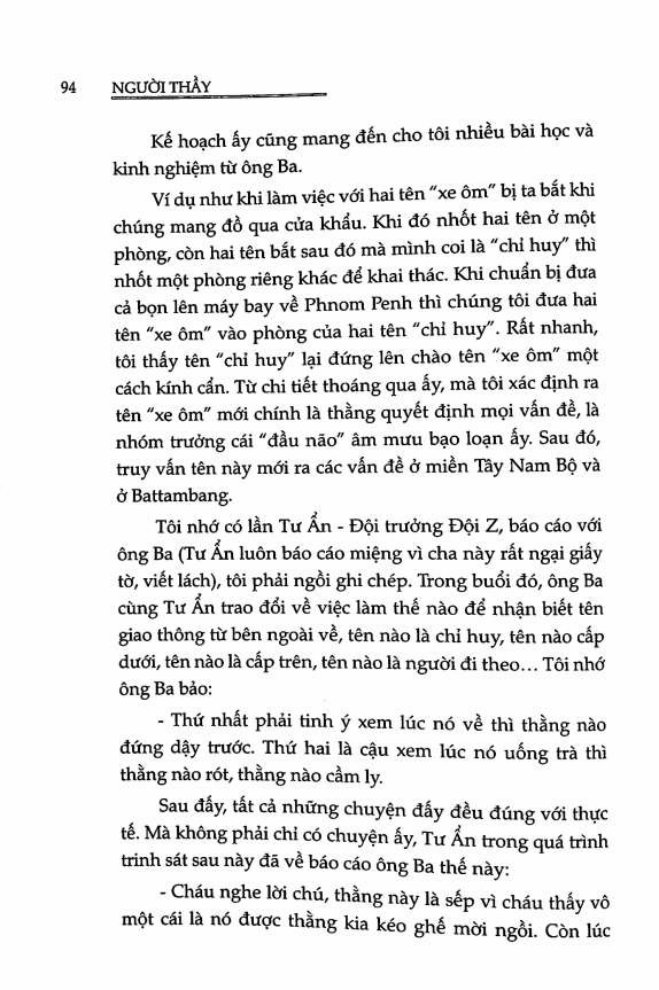 94 NGƯỜI THẦY
Kế hoạch ấy cũng mang đến cho tôi nhiều bài học và
kinh nghiệm từ ông Ba.
Ví dụ như khi làm việc với hai tên "xe ôm" bị ta bắt khi
chúng mang đồ qua cửa khẩu. Khi đó nhốt hai tên ở một
phòng, còn hai tên bắt sau đó mà mình coi là "chỉ huy" thì
nhốt một phòng riêng khác để khai thác. Khi chuẩn bị đưa
cả bọn lên máy bay về Phnom Penh thì chúng tôi đưa hai
tên "xe ôm" vào phòng của hai tên "chỉ huy". Rất nhanh,
tôi thấy tên "chỉ huy" lại đứng lên chào tên "xe ôm" một
cách kính cẩn. Từ chi tiết thoáng qua ấy, mà tôi xác định ra
tên "xe ôm" mới chính là thằng quyết định mọi vấn đề, là
nhóm trưởng cái "đầu não" âm mưu bạo loạn ấy. Sau đó,
truy vấn tên này mới ra các vấn đề ở miền Tây Nam Bộ và
ở Battambang.
Tôi nhớ có lần Tư Ẩn - Đội trưởng Đội Z, báo cáo với
ông Ba (Tư Ẩn luôn báo cáo miệng vì cha này rất ngại giấy
tờ, viết lách), tôi phải ngồi ghi chép. Trong buổi đó, ông Ba
cùng Tư Ẩn trao đổi về việc làm thế nào để nhận biết tên
giao thông từ bên ngoài về, tên nào là chỉ huy, tên nào cấp
dưới, tên nào là cấp trên, tên nào là người đi theo... Tôi nhớ
ông Ba bảo:
- Thứ nhất phải tinh ý xem lúc nó về thì thằng nào
đứng dậy trước. Thứ hai là cậu xem lúc nó uống trà thì
thằng nào rót, thằng nào cầm ly.
Sau đấy, tất cả những chuyện đấy đều đúng với thực
tế. Mà không phải chỉ có chuyện ấy, Tư Ẩn trong quá trình
trinh sát sau này đã về báo cáo ông Ba thế này:
- Cháu nghe lời chú, thằng này là sếp vì cháu thấy vô
một cái là nó được thằng kia kéo ghế mời ngồi. Còn lúc